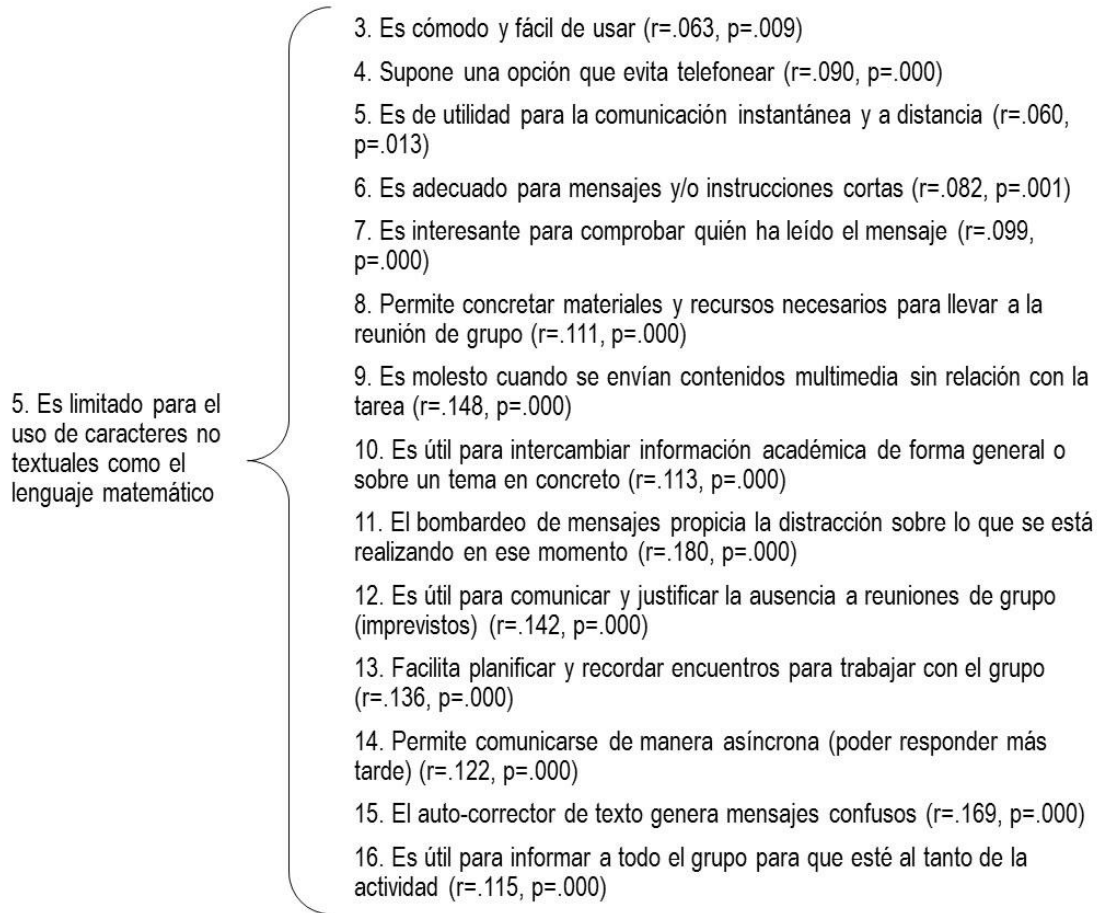 5. Es limitado para el
uso de caracteres no
textuales como el
lenguaje matemático
3. Es cómodo y fácil de usar (r=.063, p=.009)
4. Supone una opción que evita telefonear (r=.090, p=.000)
5. Es de utilidad para la comunicación instantánea y a distancia (r=.060,
p=.013)
6. Es adecuado para mensajes y/o instrucciones cortas (r=.082, p=.001)
7. Es interesante para comprobar quién ha leído el mensaje (r=.099,
p=.000)
8. Permite concretar materiales y recursos necesarios para llevar a la
reunión de grupo (r=.111, p=.000)
9. Es molesto cuando se envían contenidos multimedia sin relación con la
tarea (r=.148, p=.000)
10. Es útil para intercambiar información académica de forma general o
sobre un tema en concreto (r=.113, p=.000)
11. El bombardeo de mensajes propicia la distracción sobre lo que se está
realizando en ese momento (r=.180, p=.000)
12. Es útil para comunicar y justificar la ausencia a reuniones de grupo
(imprevistos) (r=.142, p=.000)
13. Facilita planificar y recordar encuentros para trabajar con el grupo
(r=.136, p=.000)
14. Permite comunicarse de manera asíncrona (poder responder más
tarde) (r=.122, p=.000)
15. El auto-corrector de texto genera mensajes confusos (r=.169, p=.000)
16. Es útil para informar a todo el grupo para que esté al tanto de la
actividad (r=.115, p=.000)